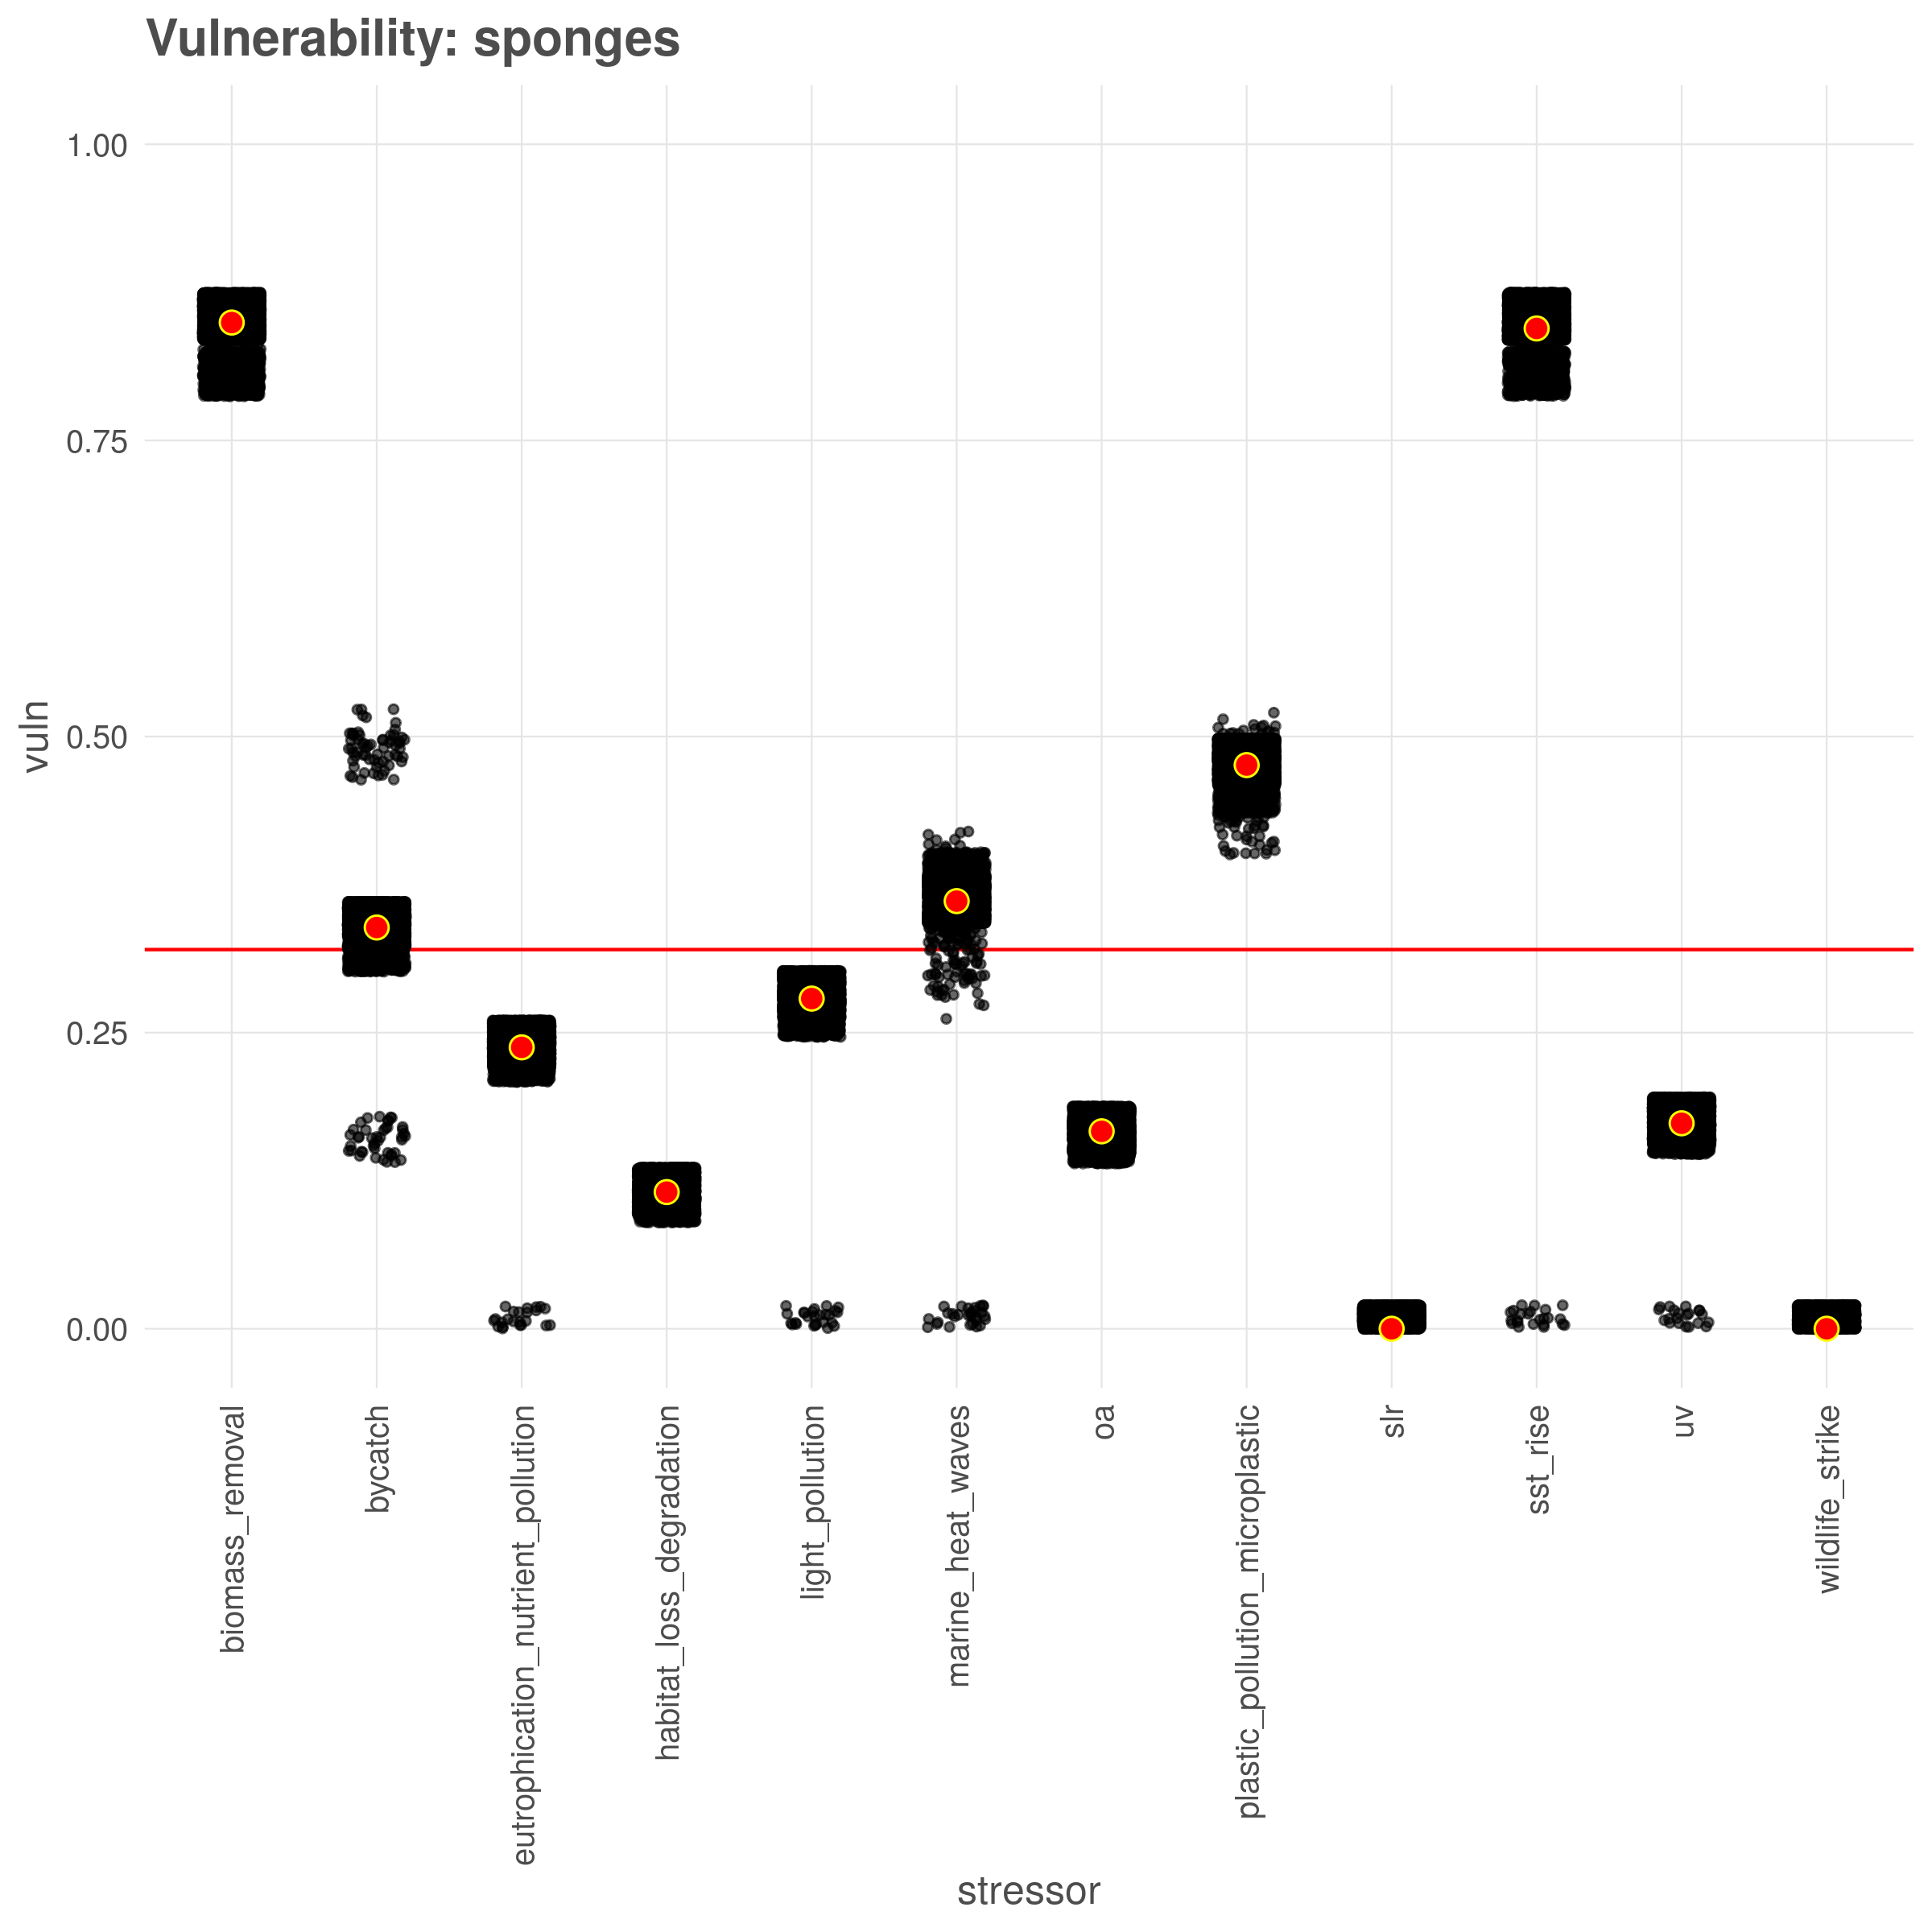 Vulnerability: sponges
1.00
0.75
0.50
0.25
0.00
vuln
biomass_removal
bycatch
eutrophication_nutrient_pollution
habitat_loss_degradation
light_pollution
marine_heat_waves
oa
plastic_pollution_microplastic
slr
sst_rise
uv
wildlife_strike
stressor